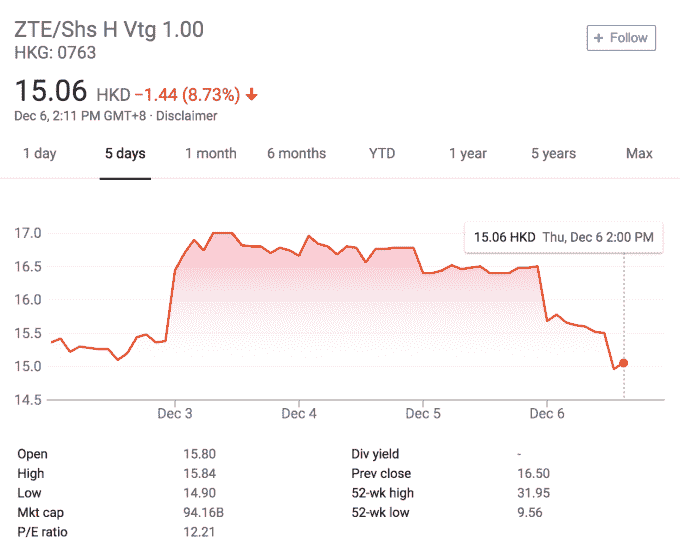 ZTE/Shs H Vtg 1.00
HKG: 0763
+ Follow
15.06 HKD −1.44 (8.73%)
Dec 6, 2:11 PM GMT+8 · Disclaimer
1 day 5 days 1 month 6 months YTD 1 year 5 years Max
15.06 HKD Thu, Dec 6 2:00 PM
17.0
16.5
16.0
15.5
15.0
14.5
Dec 3 Dec 4 Dec 5 Dec 6
Open 15.80 Div yield -
High 15.84 Prev close 16.50
Low 14.90 52-wk high 31.95
Mkt cap 94.16B 52-wk low 9.56
P/E ratio 12.21